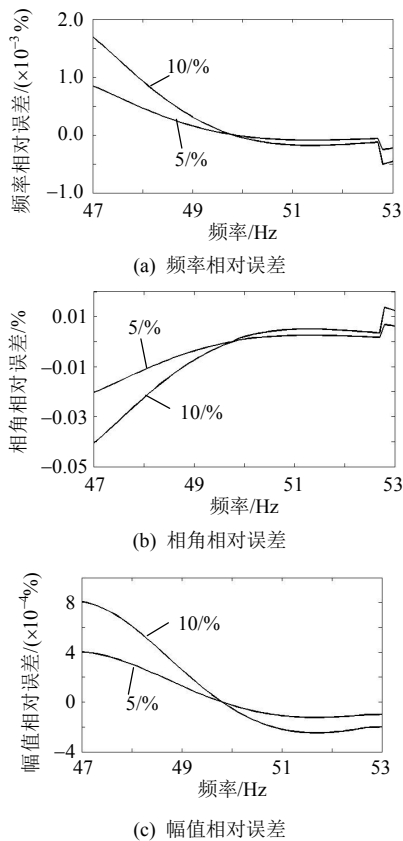 2.0
1.0
0.0
−1.0
频率相对误差/(×10⁻³ %)
10/%
5/%
47 49 51 53
频率/Hz
(a) 频率相对误差
0.01
−0.01
−0.03
−0.05
相角相对误差/%
5/%
10/%
47 49 51 53
频率/Hz
(b) 相角相对误差
8
4
0
−4
幅值相对误差/(×10⁻⁴%)
10/%
5/%
47 49 51 53
频率/Hz
(c) 幅值相对误差